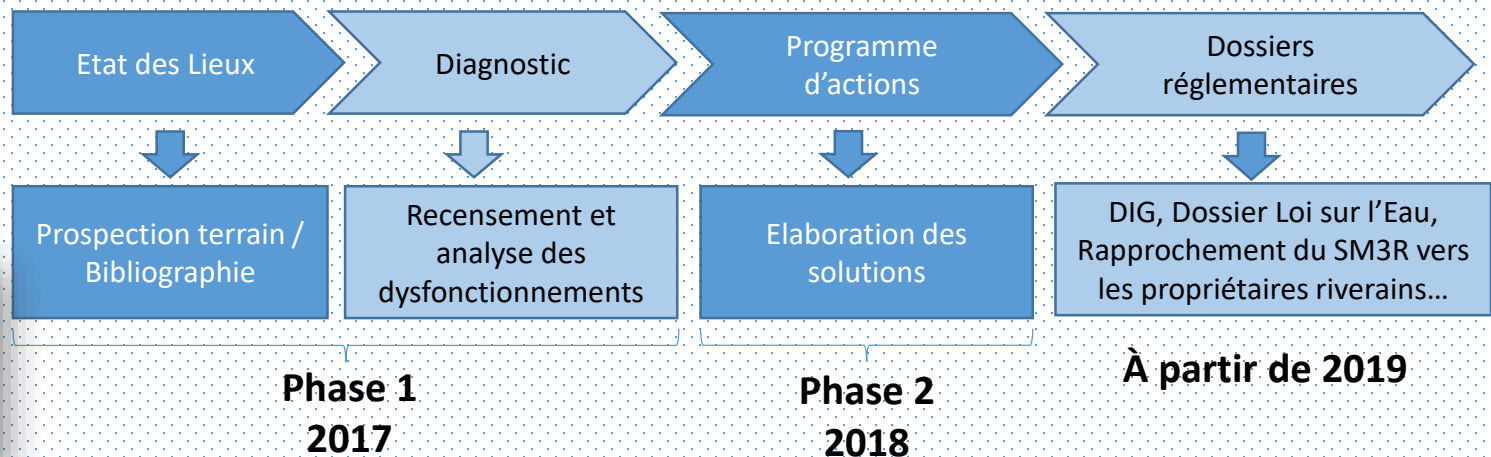 Etat des Lieux
Diagnostic
Programme
d’actions
Dossiers
réglementaires
Prospection terrain /
Bibliographie
Recensement et
analyse des
dysfonctionnements
Elaboration des
solutions
DIG, Dossier Loi sur l’Eau,
Rapprochement du SM3R vers
les propriétaires riverains…
Phase 1
2017
Phase 2
2018
À partir de 2019